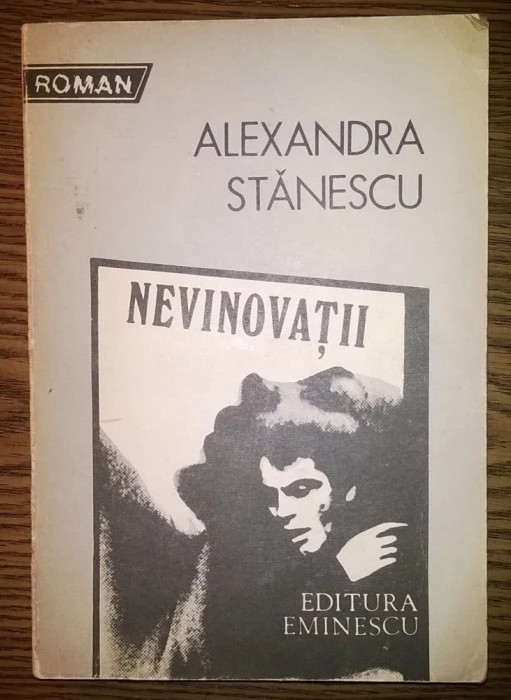 ROMAN
ALEXANDRA
STĂNESCU
NEVINOVAȚII
EDITURA
EMINESCU